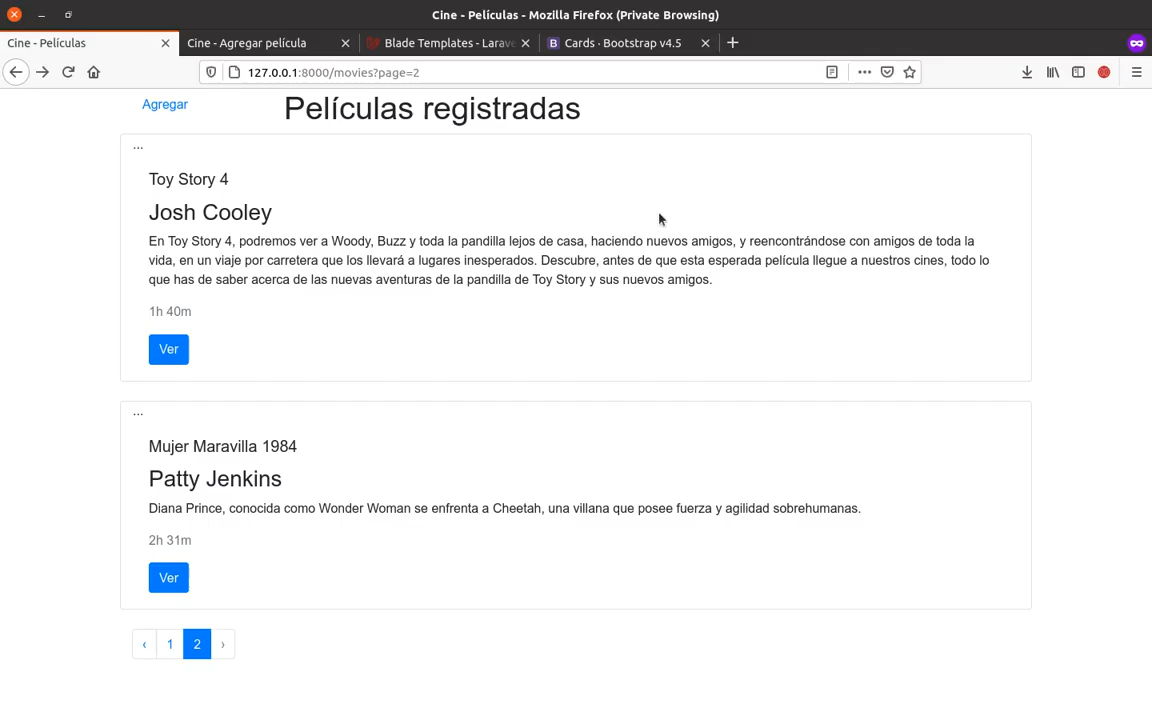 Cine - Películas - Mozilla Firefox (Private Browsing)
Cine - Películas
Cine - Agregar película
Blade Templates - Larave
B Cards · Bootstrap v4.5
127.0.0.1:8000/movies?page=2
Agregar
Películas registradas
...
Toy Story 4
Josh Cooley
En Toy Story 4, podremos ver a Woody, Buzz y toda la pandilla lejos de casa, haciendo nuevos amigos, y reencontrándose con amigos de toda la
vida, en un viaje por carretera que los llevará a lugares inesperados. Descubre, antes de que esta esperada película llegue a nuestros cines, todo lo
que has de saber acerca de las nuevas aventuras de la pandilla de Toy Story y sus nuevos amigos.
1h 40m
Ver
...
Mujer Maravilla 1984
Patty Jenkins
Diana Prince, conocida como Wonder Woman se enfrenta a Cheetah, una villana que posee fuerza y agilidad sobrehumanas.
2h 31m
Ver
‹ 1 2 ›